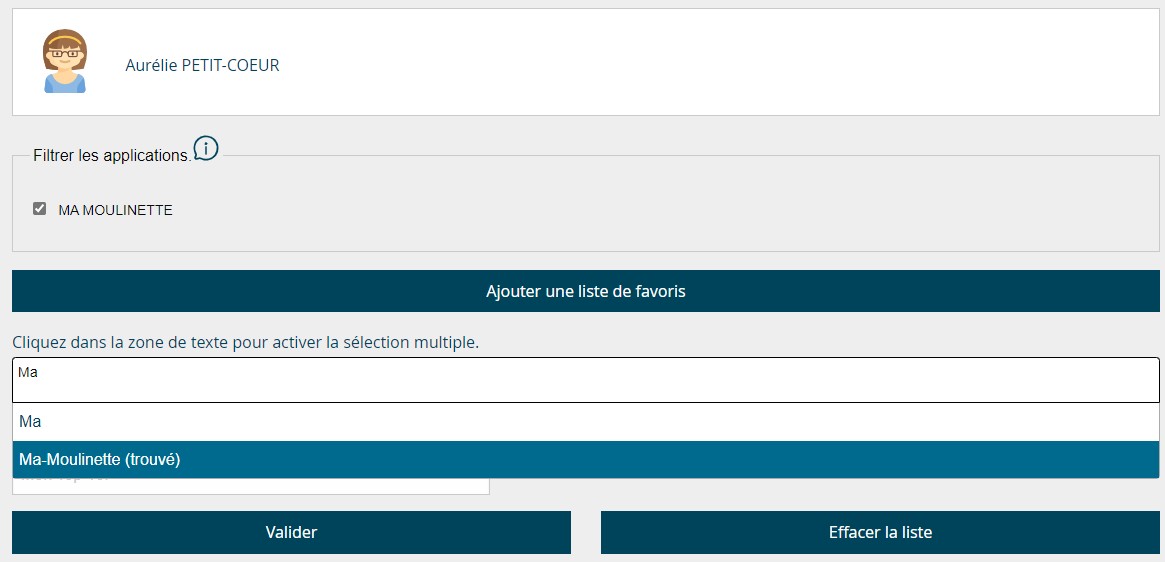 Aurélie PETIT-COEUR
Filtrer les applications.
MA MOULINETTE
Ajouter une liste de favoris
Cliquez dans la zone de texte pour activer la sélection multiple.
Ma
Ma
Ma-Moulinette (trouvé)
Valider
Effacer la liste